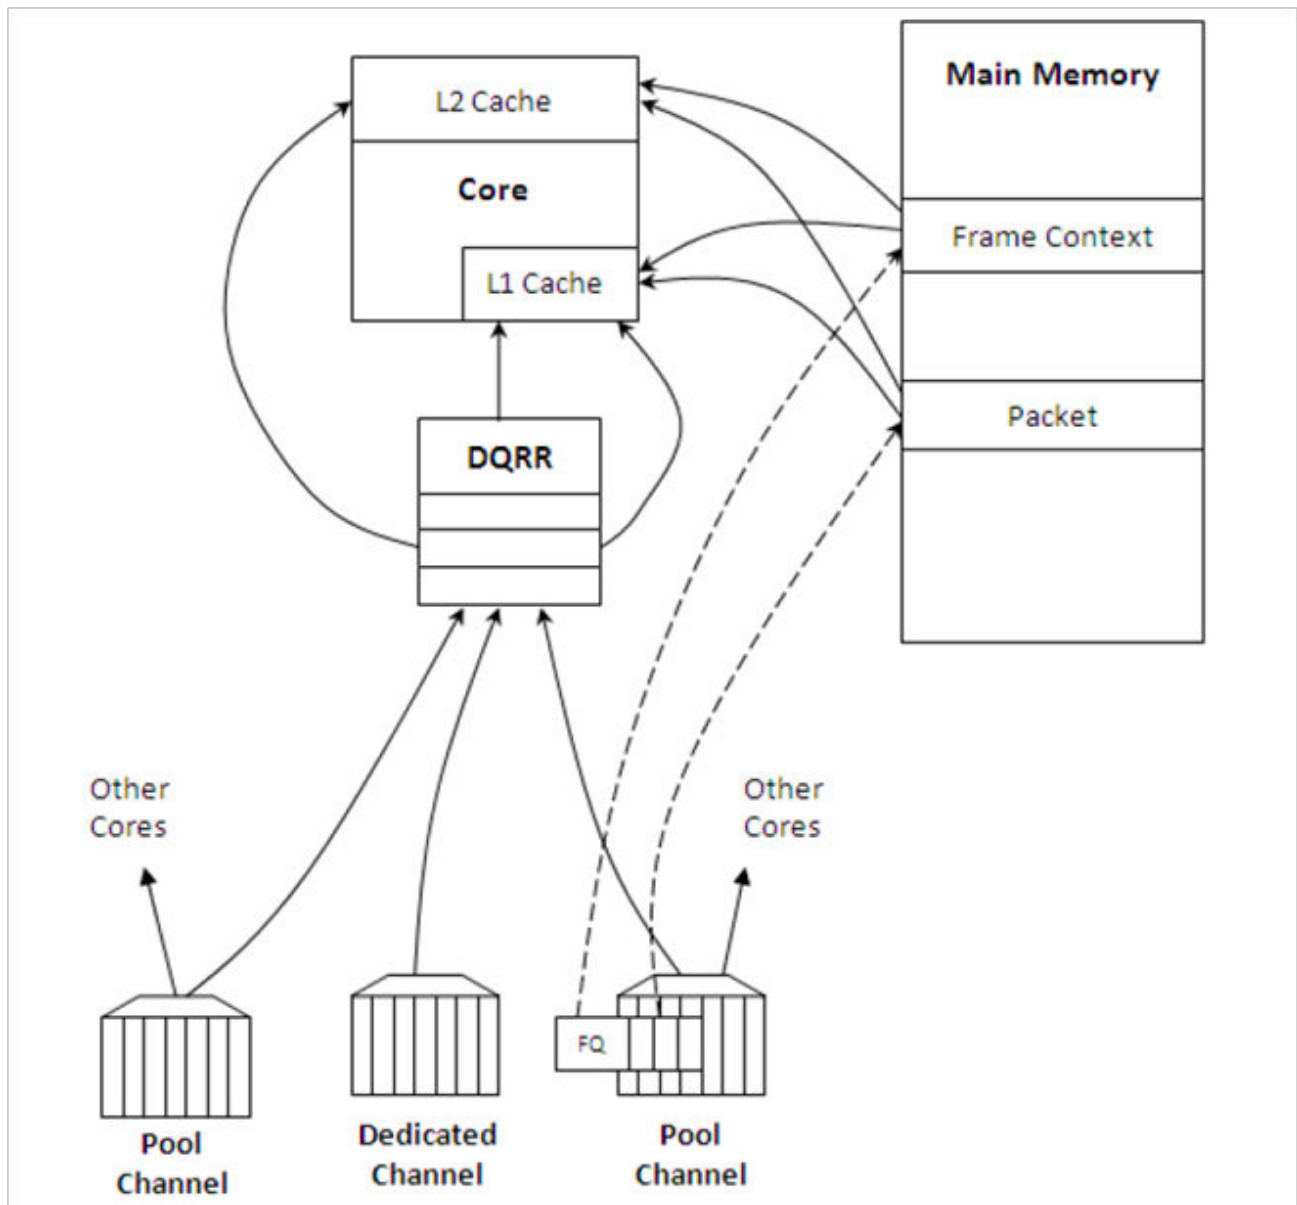 Main Memory
L2 Cache
Core
Frame Context
L1 Cache
Packet
DQRR
Other
Cores
Other
Cores
FQ
Pool
Channel
Dedicated
Channel
Pool
Channel